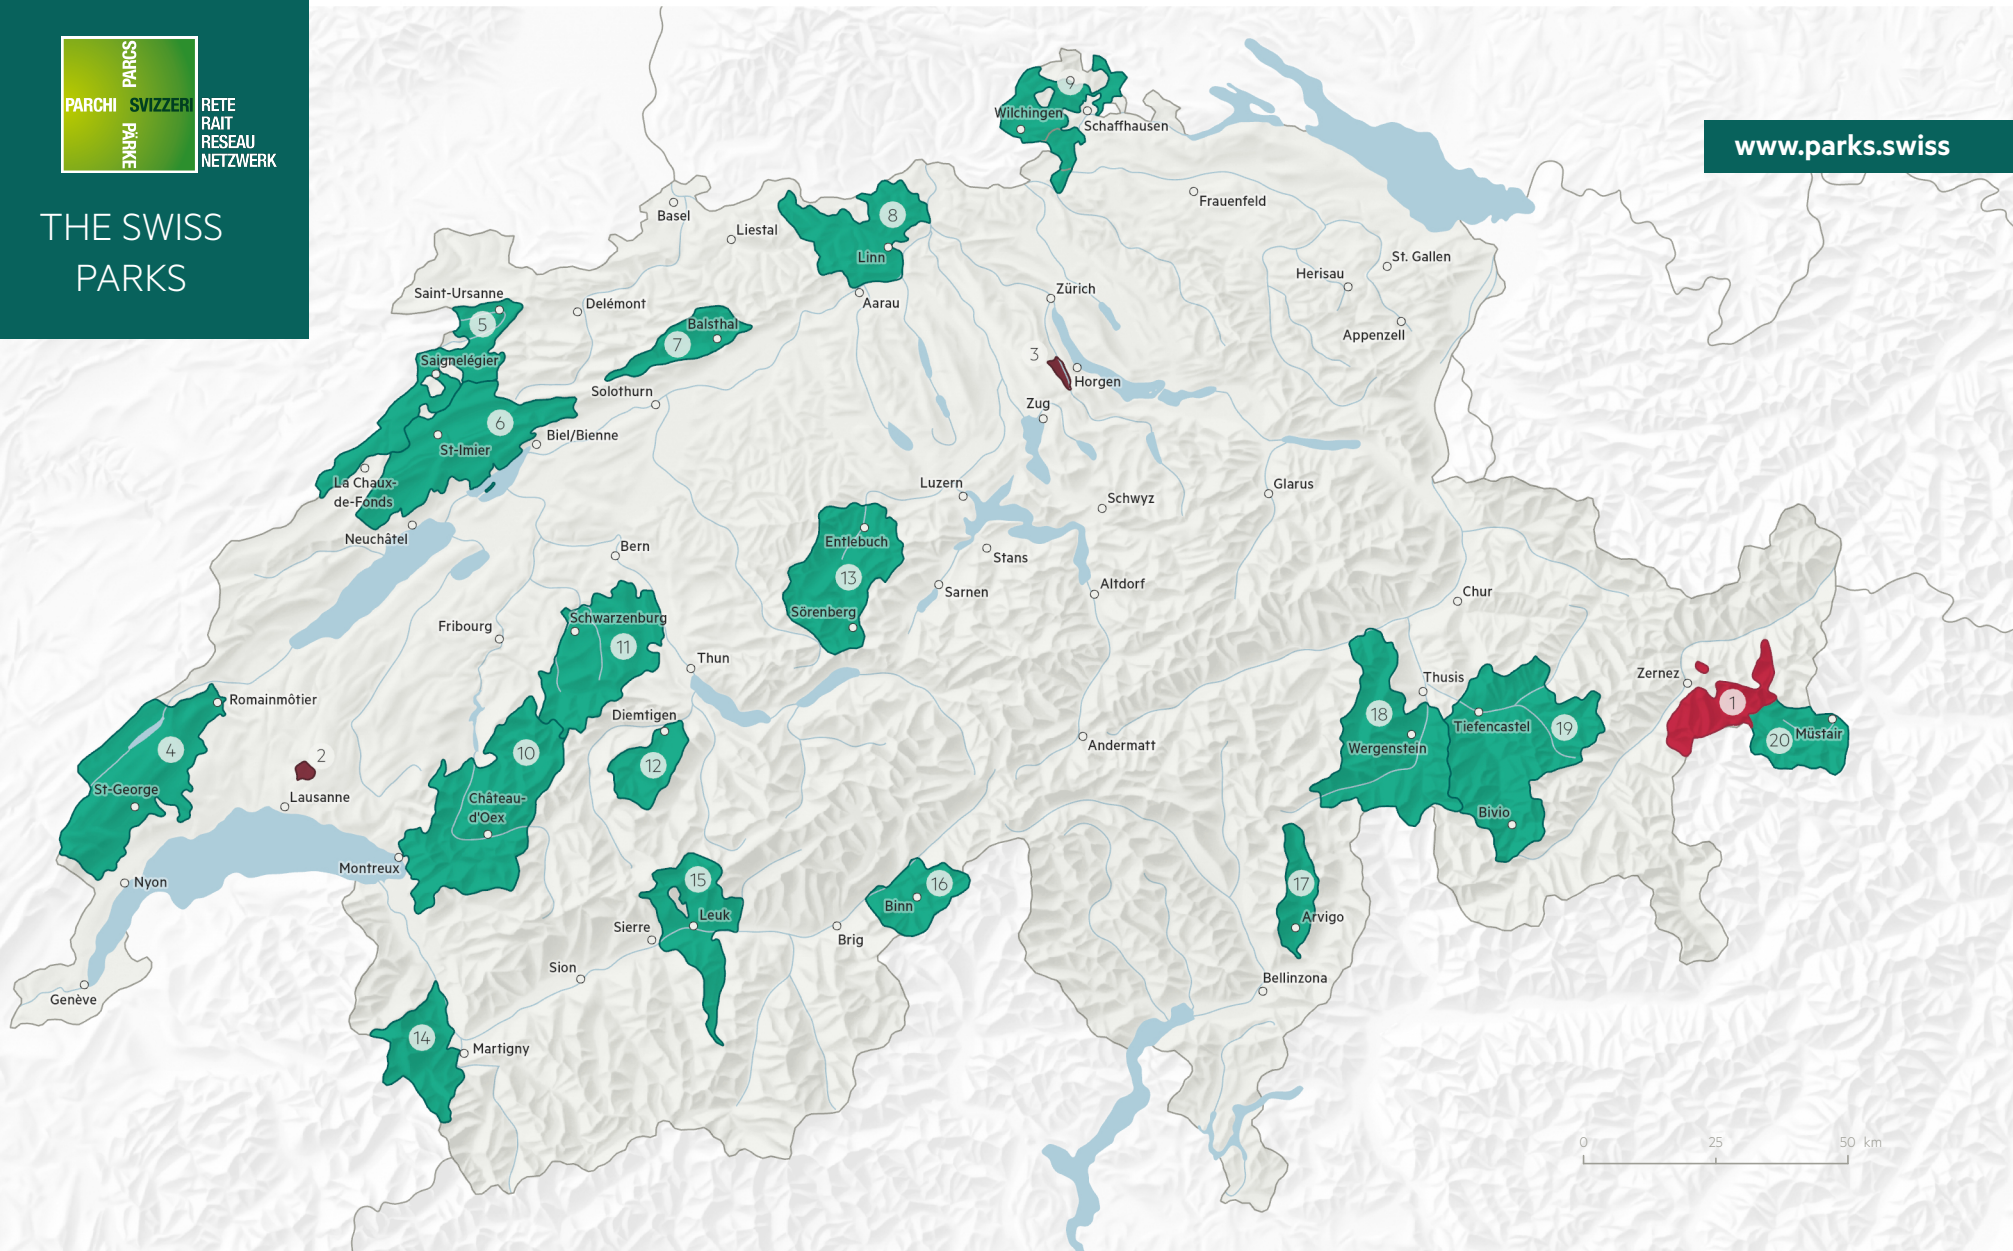 PARCS
PARCHI SVIZZERI
PÄRKE
RETE
RAIT
RESEAU
NETZWERK
THE SWISS
PARKS
www.parks.swiss
9
Wilchingen
Schaffhausen
Frauenfeld
Basel
Liestal
8
Linn
Aarau
St. Gallen
Herisau
Appenzell
Zürich
Saint-Ursanne
5
Delémont
Balsthal
7
3
Horgen
Saignelégier
Solothurn
Zug
6
St-Imier
Biel/Bienne
La Chaux-
de-Fonds
Neuchâtel
Luzern
Schwyz
Glarus
Entlebuch
13
Sörenberg
Stans
Sarnen
Altdorf
Bern
Chur
Fribourg
Schwarzenburg
11
Thun
Romainmôtier
4
St-George
2
Lausanne
Diemtigen
12
10
Château-
d'Oex
Montreux
Nyon
Genève
Andermatt
18
Wergenstein
Thusis
Tiefencastel
19
Bivio
Zernez
1
20
Müstair
15
Leuk
Sierre
16
Binn
Brig
17
Arvigo
Bellinzona
Sion
14
Martigny
0 25 50 km